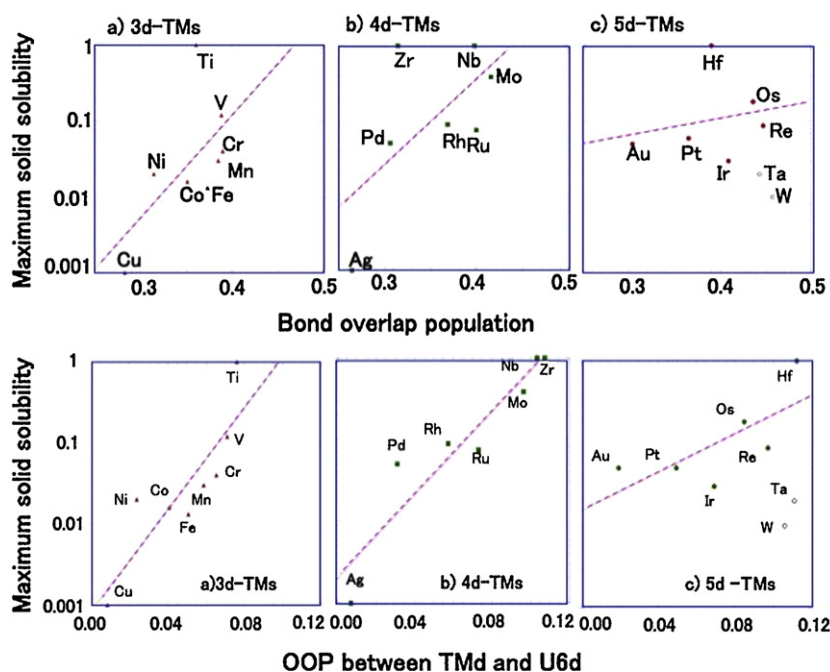 a) 3d-TMs
b) 4d-TMs
c) 5d-TMs
Maximum solid solubility
1
0.1
0.01
0.001
Ti
V
Cr
Ni
Mn
Co Fe
Cu
Zr
Nb
Mo
Pd
Rh Ru
Ag
Hf
Os
Re
Au
Pt
Ir
Ta
W
0.3 0.4 0.5
0.3 0.4 0.5
0.3 0.4 0.5
Bond overlap population
Maximum solid solubility
1
0.1
0.01
0.001
Ti
V
Cr
Ni
Co
Mn
Fe
Cu
a)3d-TMs
Nb Zr
Mo
Rh
Pd
Ru
Ag
b) 4d-TMs
Hf
Os
Au
Pt
Re
Ir
Ta
W
c) 5d -TMs
0.00 0.04 0.08 0.12
0.00 0.04 0.08 0.12
0.00 0.04 0.08 0.12
OOP between TMd and U6d